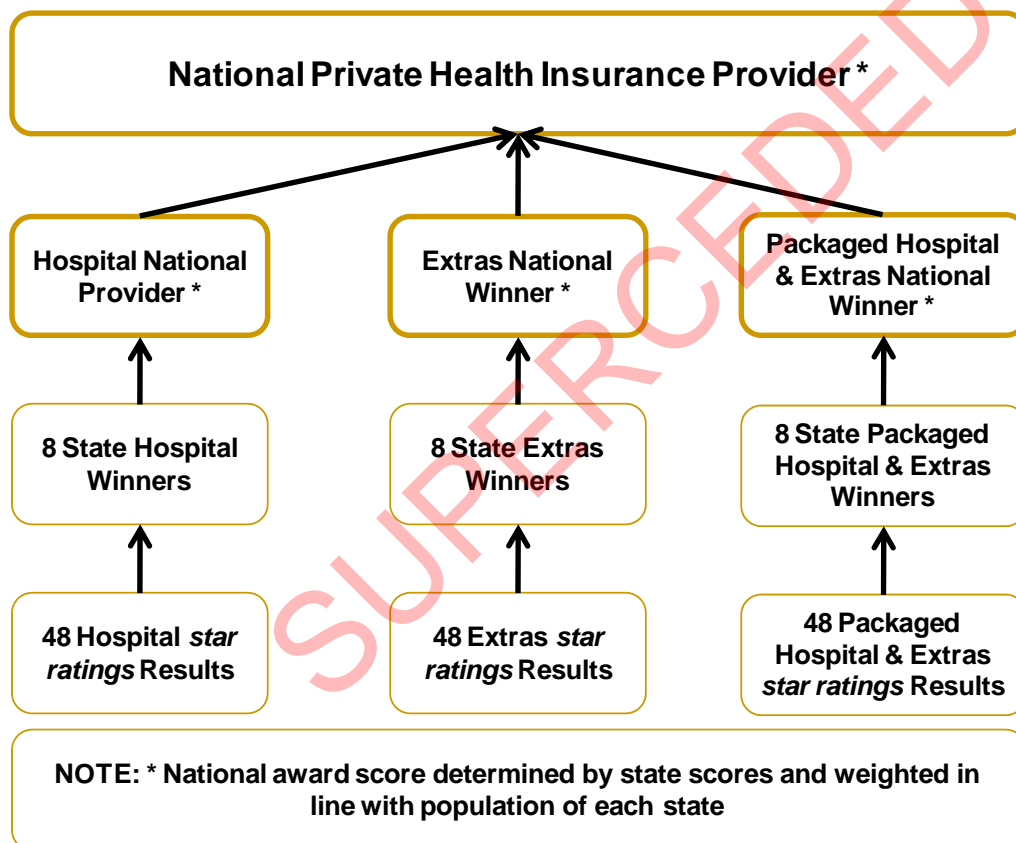 National Private Health Insurance Provider *
Hospital National
Provider *
Extras National
Winner *
Packaged Hospital
& Extras National
Winner *
8 State Hospital
Winners
8 State Extras
Winners
8 State Packaged
Hospital & Extras
Winners
48 Hospital star
ratings Results
48 Extras star
ratings Results
48 Packaged
Hospital & Extras
star ratings Results
NOTE: * National award score determined by state scores and weighted in
line with population of each state
SUPERCEDED